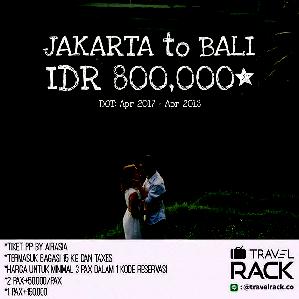 JAKARTA to BALI
IDR 800,000*
DOT: Apr 2017 - Apr 2018
*TIKET PP BY AIRASIA
*TERMASUK BAGASI 15 KG DAN TAXES
*HARGA UNTUK MINIMAL 3 PAX DALAM 1 KODE RESERVASI
*2 PAX+50000/PAX
*1 PAX+150000
TRAVEL
RACK
: @travelrack.co